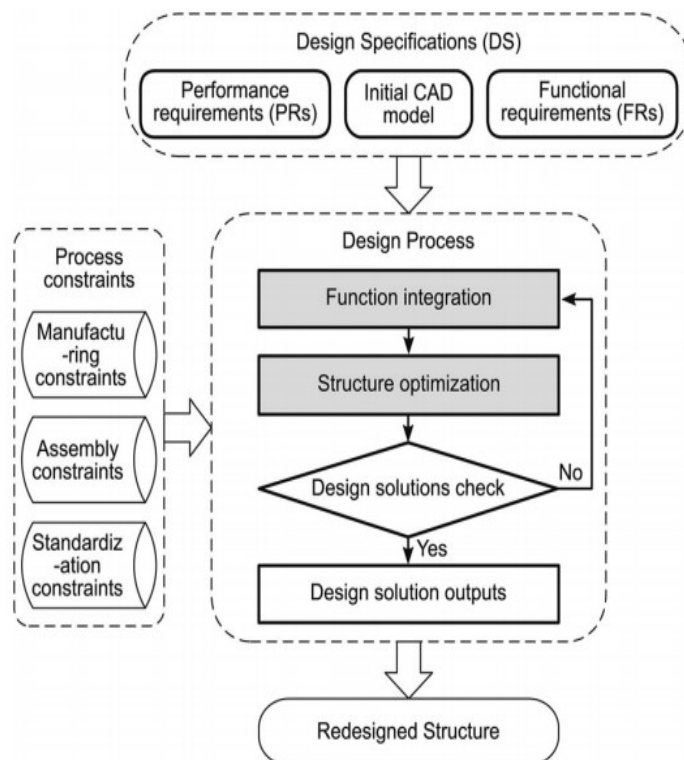 Design Specifications (DS)
Performance
requirements (PRs)
Initial CAD
model
Functional
requirements (FRs)
Process
constraints
Manufactu
-ring
constraints
Assembly
constraints
Standardiz
-ation
constraints
Design Process
Function integration
Structure optimization
Design solutions check
No
Yes
Design solution outputs
Redesigned Structure